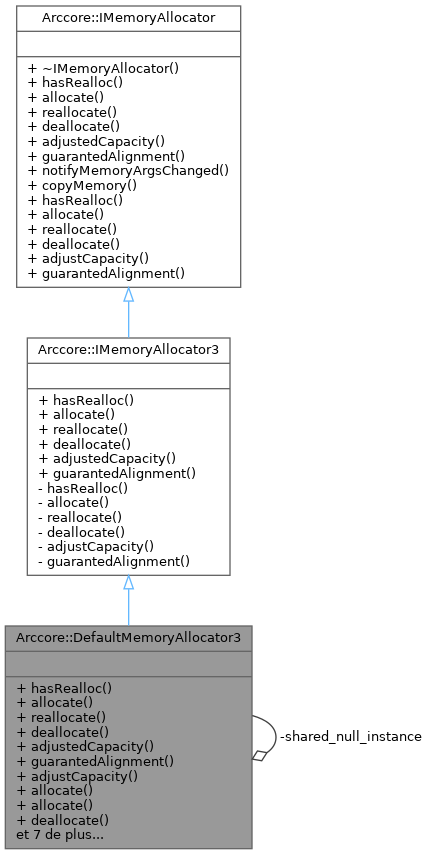 Arccore::IMemoryAllocator
+ ~IMemoryAllocator()
+ hasRealloc()
+ allocate()
+ reallocate()
+ deallocate()
+ adjustedCapacity()
+ guarantedAlignment()
+ notifyMemoryArgsChanged()
+ copyMemory()
+ hasRealloc()
+ allocate()
+ reallocate()
+ deallocate()
+ adjustCapacity()
+ guarantedAlignment()
Arccore::IMemoryAllocator3
+ hasRealloc()
+ allocate()
+ reallocate()
+ deallocate()
+ adjustedCapacity()
+ guarantedAlignment()
- hasRealloc()
- allocate()
- reallocate()
- deallocate()
- adjustCapacity()
- guarantedAlignment()
Arccore::DefaultMemoryAllocator3
+ hasRealloc()
+ allocate()
+ reallocate()
+ deallocate()
+ adjustedCapacity()
+ guarantedAlignment()
+ adjustCapacity()
+ allocate()
+ allocate()
+ deallocate()
et 7 de plus...
-shared_null_instance